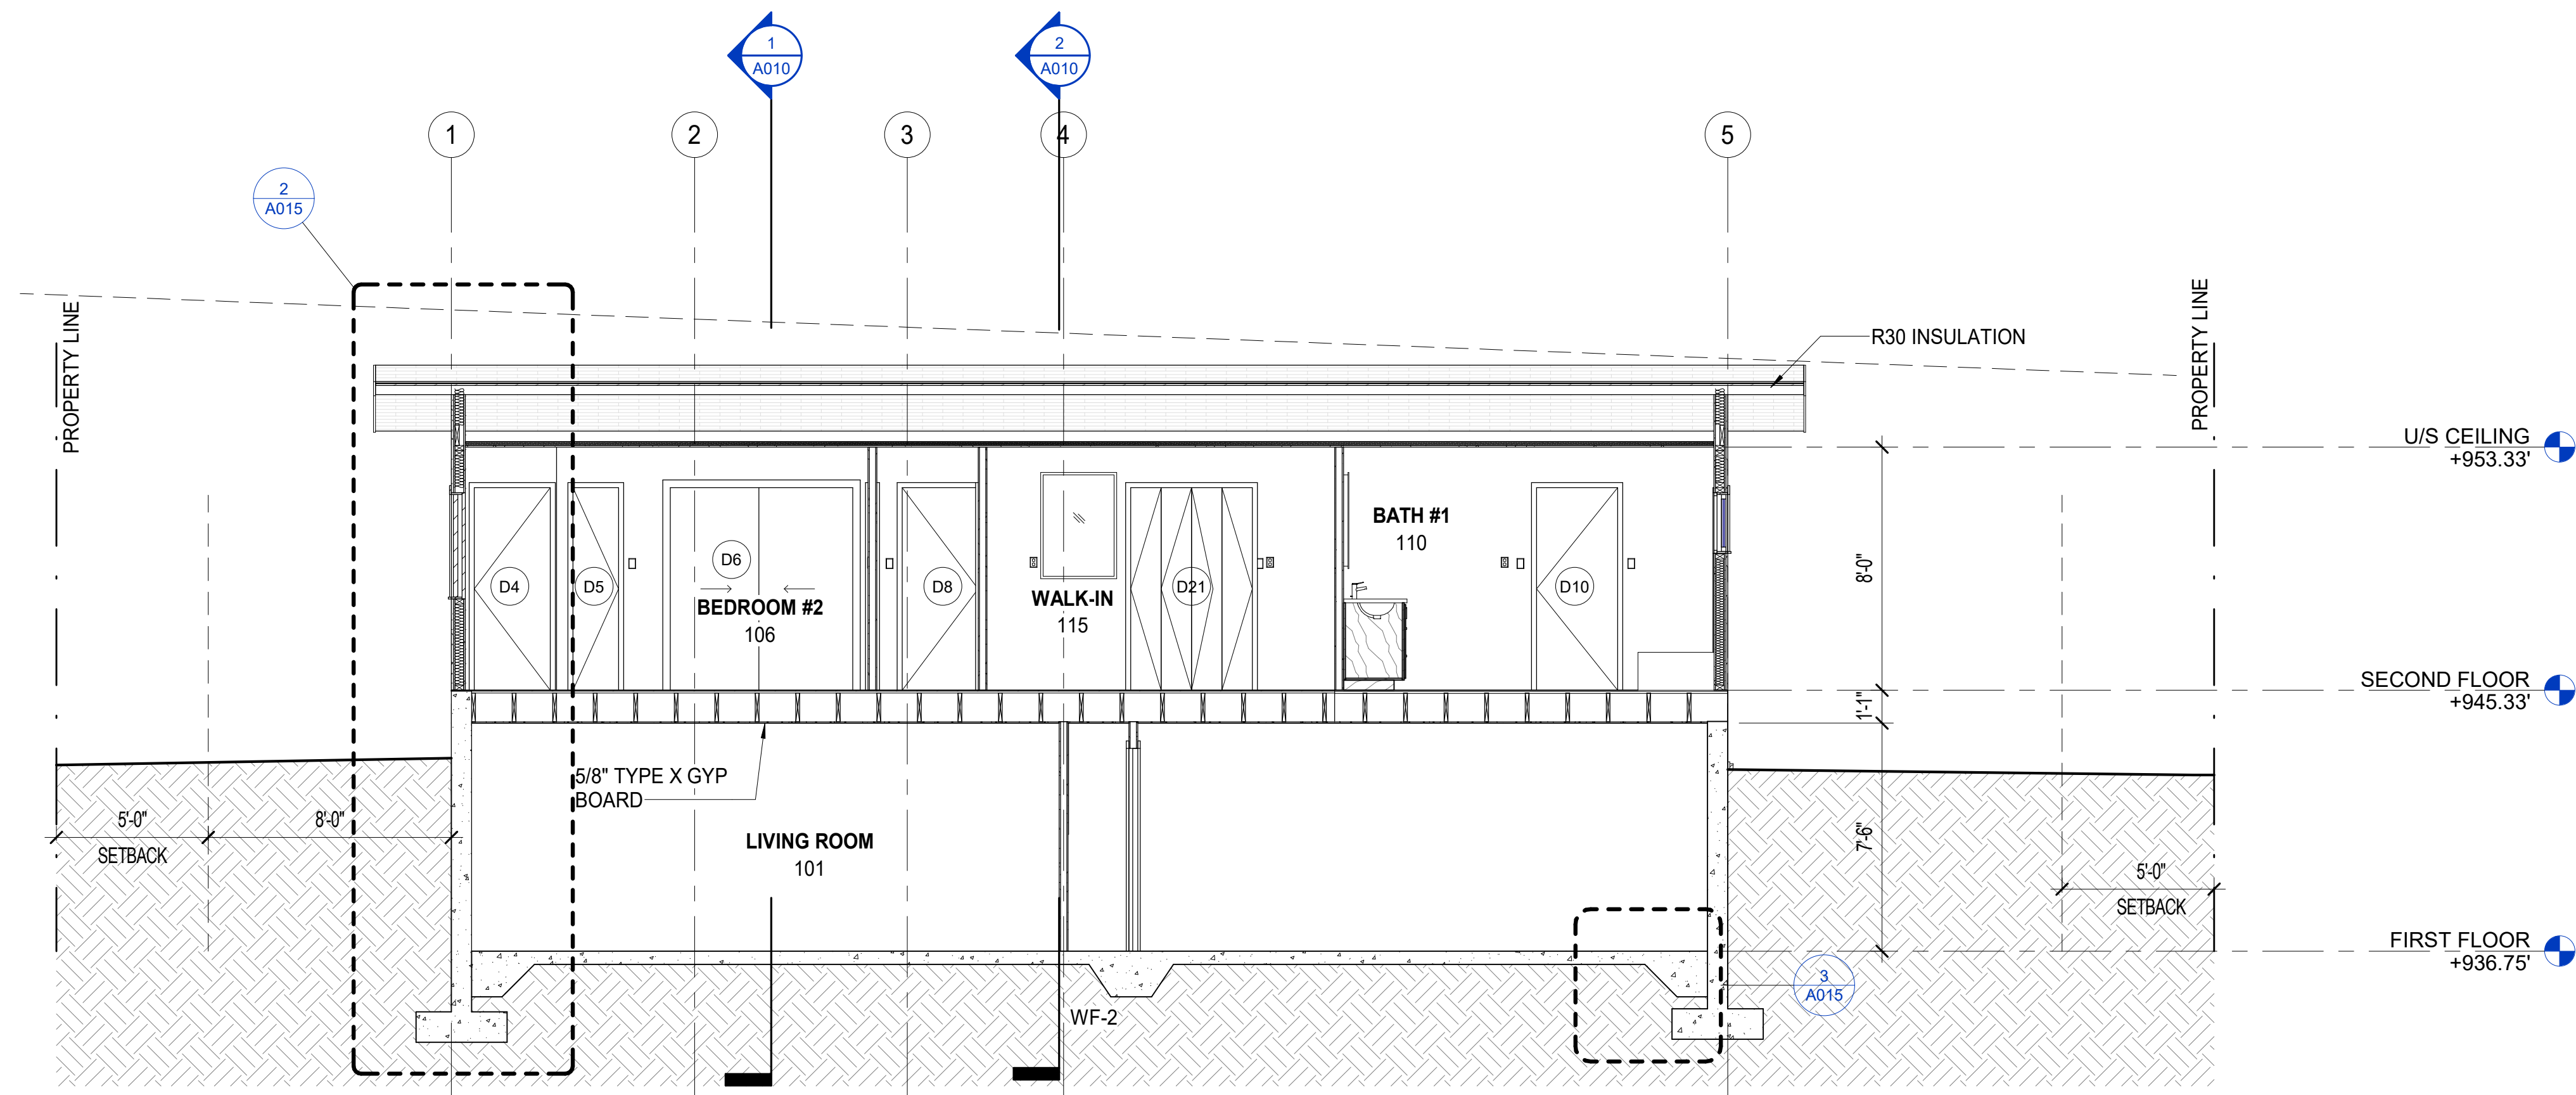 1
A010
2
A010
1
2
3
4
5
2
A015
PROPERTY LINE
PROPERTY LINE
R30 INSULATION
U/S CEILING
+953.33'
D4
D5
D6
D8
D21
D10
BEDROOM #2
106
WALK-IN
115
BATH #1
110
8'-0"
SECOND FLOOR
+945.33'
1'-1"
5/8" TYPE X GYP
BOARD
5'-0"
SETBACK
8'-0"
LIVING ROOM
101
7'-6"
5'-0"
SETBACK
FIRST FLOOR
+936.75'
3
A015
WF-2